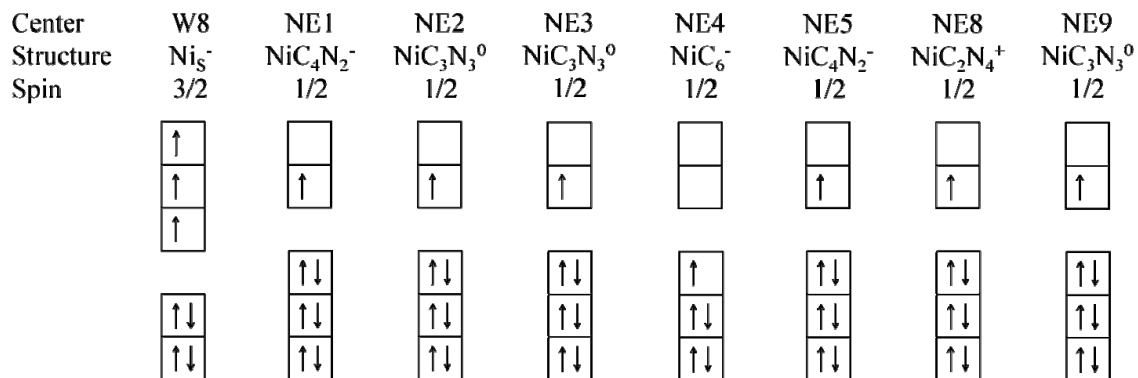 Center W8 NE1 NE2 NE3 NE4 NE5 NE8 NE9
Structure Niₛ⁻ NiC₄N₂⁻ NiC₃N₃⁰ NiC₃N₃⁰ NiC₆⁻ NiC₄N₂⁻ NiC₂N₄⁺ NiC₃N₃⁰
Spin 3/2 1/2 1/2 1/2 1/2 1/2 1/2 1/2